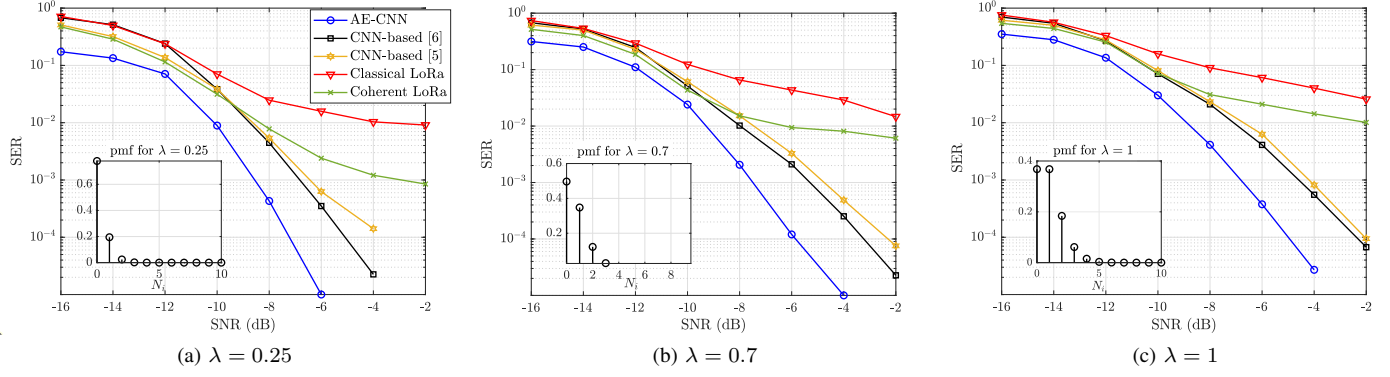 10^0
10^{-1}
10^{-2}
10^{-3}
10^{-4}
SER
-16 -14 -12 -10 -8 -6 -4 -2
SNR (dB)
AE-CNN
CNN-based [6]
CNN-based [5]
Classical LoRa
Coherent LoRa
pmf for λ = 0.25
0.6
0.4
0.2
0
0 5 10
N_i
(a) λ = 0.25
10^0
10^{-1}
10^{-2}
10^{-3}
10^{-4}
SER
-16 -14 -12 -10 -8 -6 -4 -2
SNR (dB)
pmf for λ = 0.7
0.6
0.4
0.2
0 2 4 6 8
N_i
(b) λ = 0.7
10^0
10^{-1}
10^{-2}
10^{-3}
10^{-4}
SER
-16 -14 -12 -10 -8 -6 -4 -2
SNR (dB)
pmf for λ = 1
0.4
0.2
0
0 5 10
N_i
(c) λ = 1